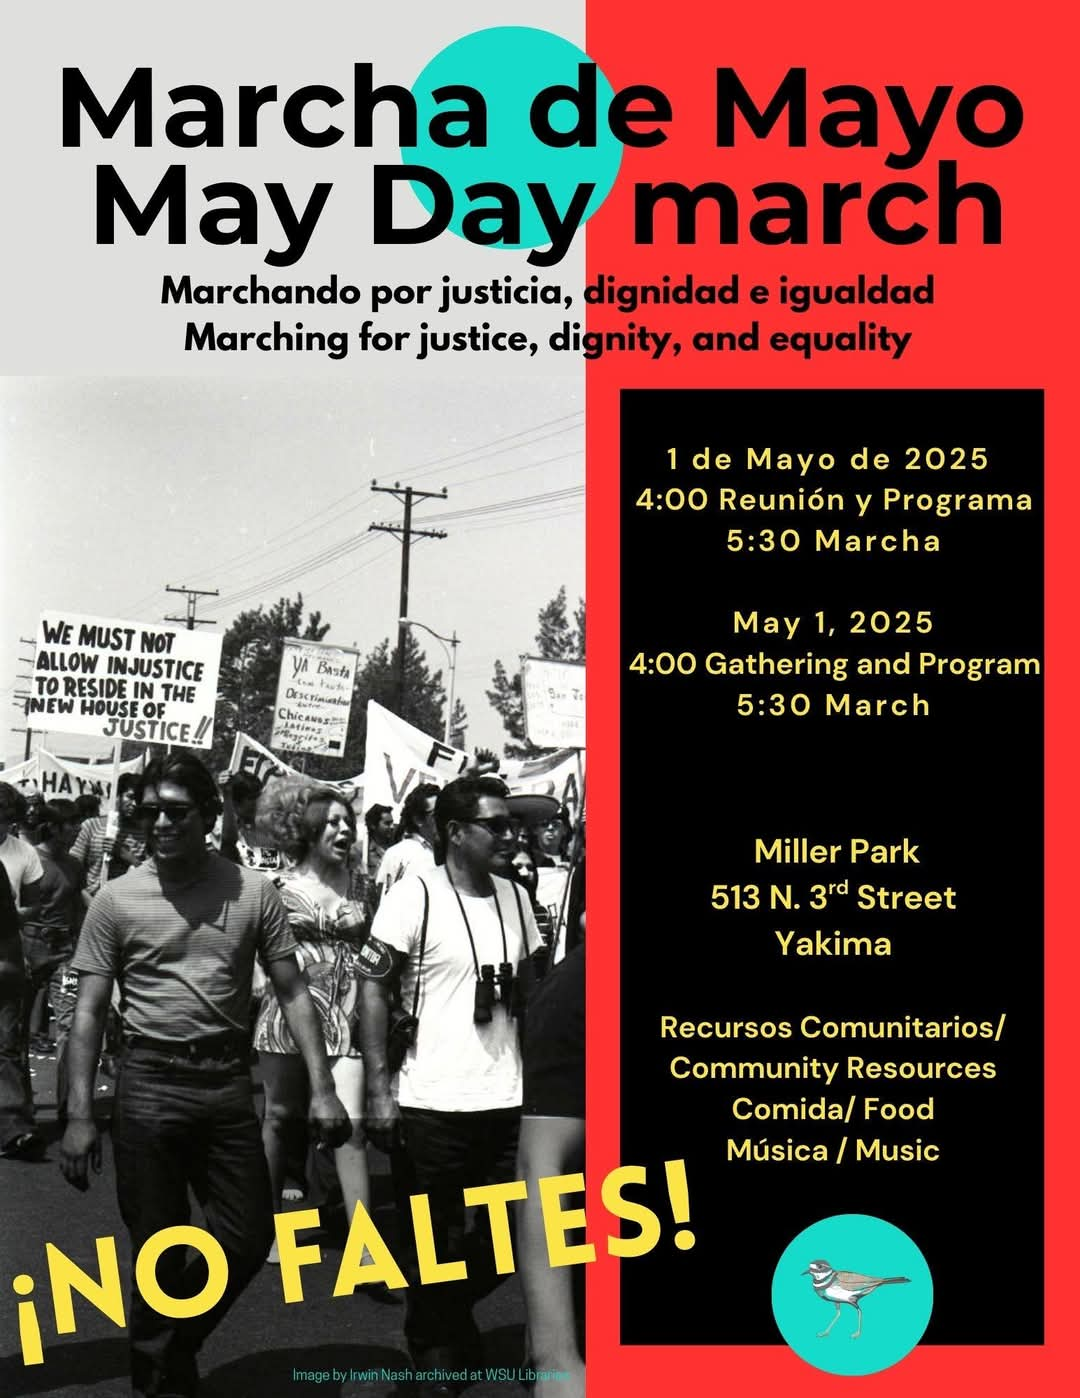 Marcha de Mayo
May Day march
Marchando por justicia, dignidad e igualdad
Marching for justice, dignity, and equality
1 de Mayo de 2025
4:00 Reunión y Programa
5:30 Marcha
May 1, 2025
4:00 Gathering and Program
5:30 March
Miller Park
513 N. 3rd Street
Yakima
Recursos Comunitarios/
Community Resources
Comida/ Food
Música / Music
WE MUST NOT
ALLOW INJUSTICE
TO RESIDE IN THE
NEW HOUSE OF
JUSTICE!!
YA BASTA
Chicanos
Latinos
¡NO FALTES!
Image by Irwin Nash archived at WSU Libraries